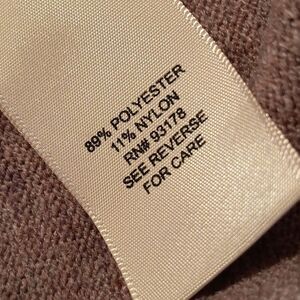 89% POLYESTER
11% NYLON
RN# 93178
SEE REVERSE
FOR CARE